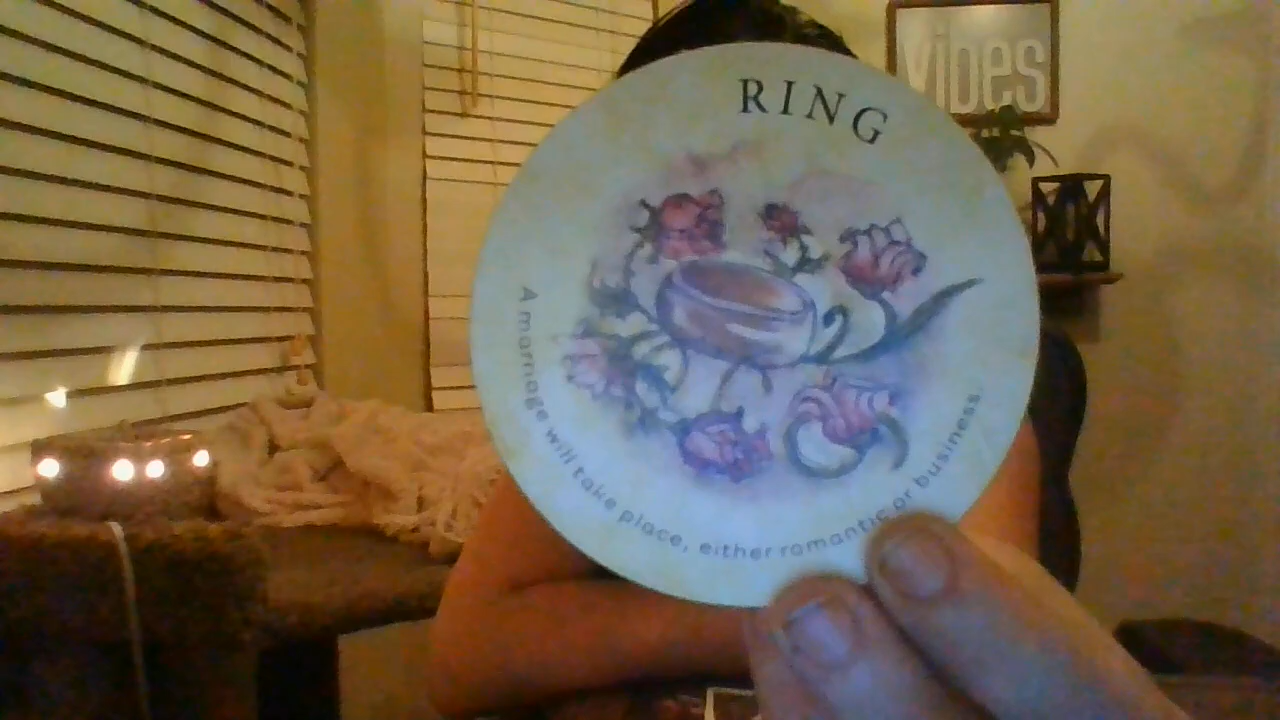 vibes
RING
A marriage will take place, either romantic or business.